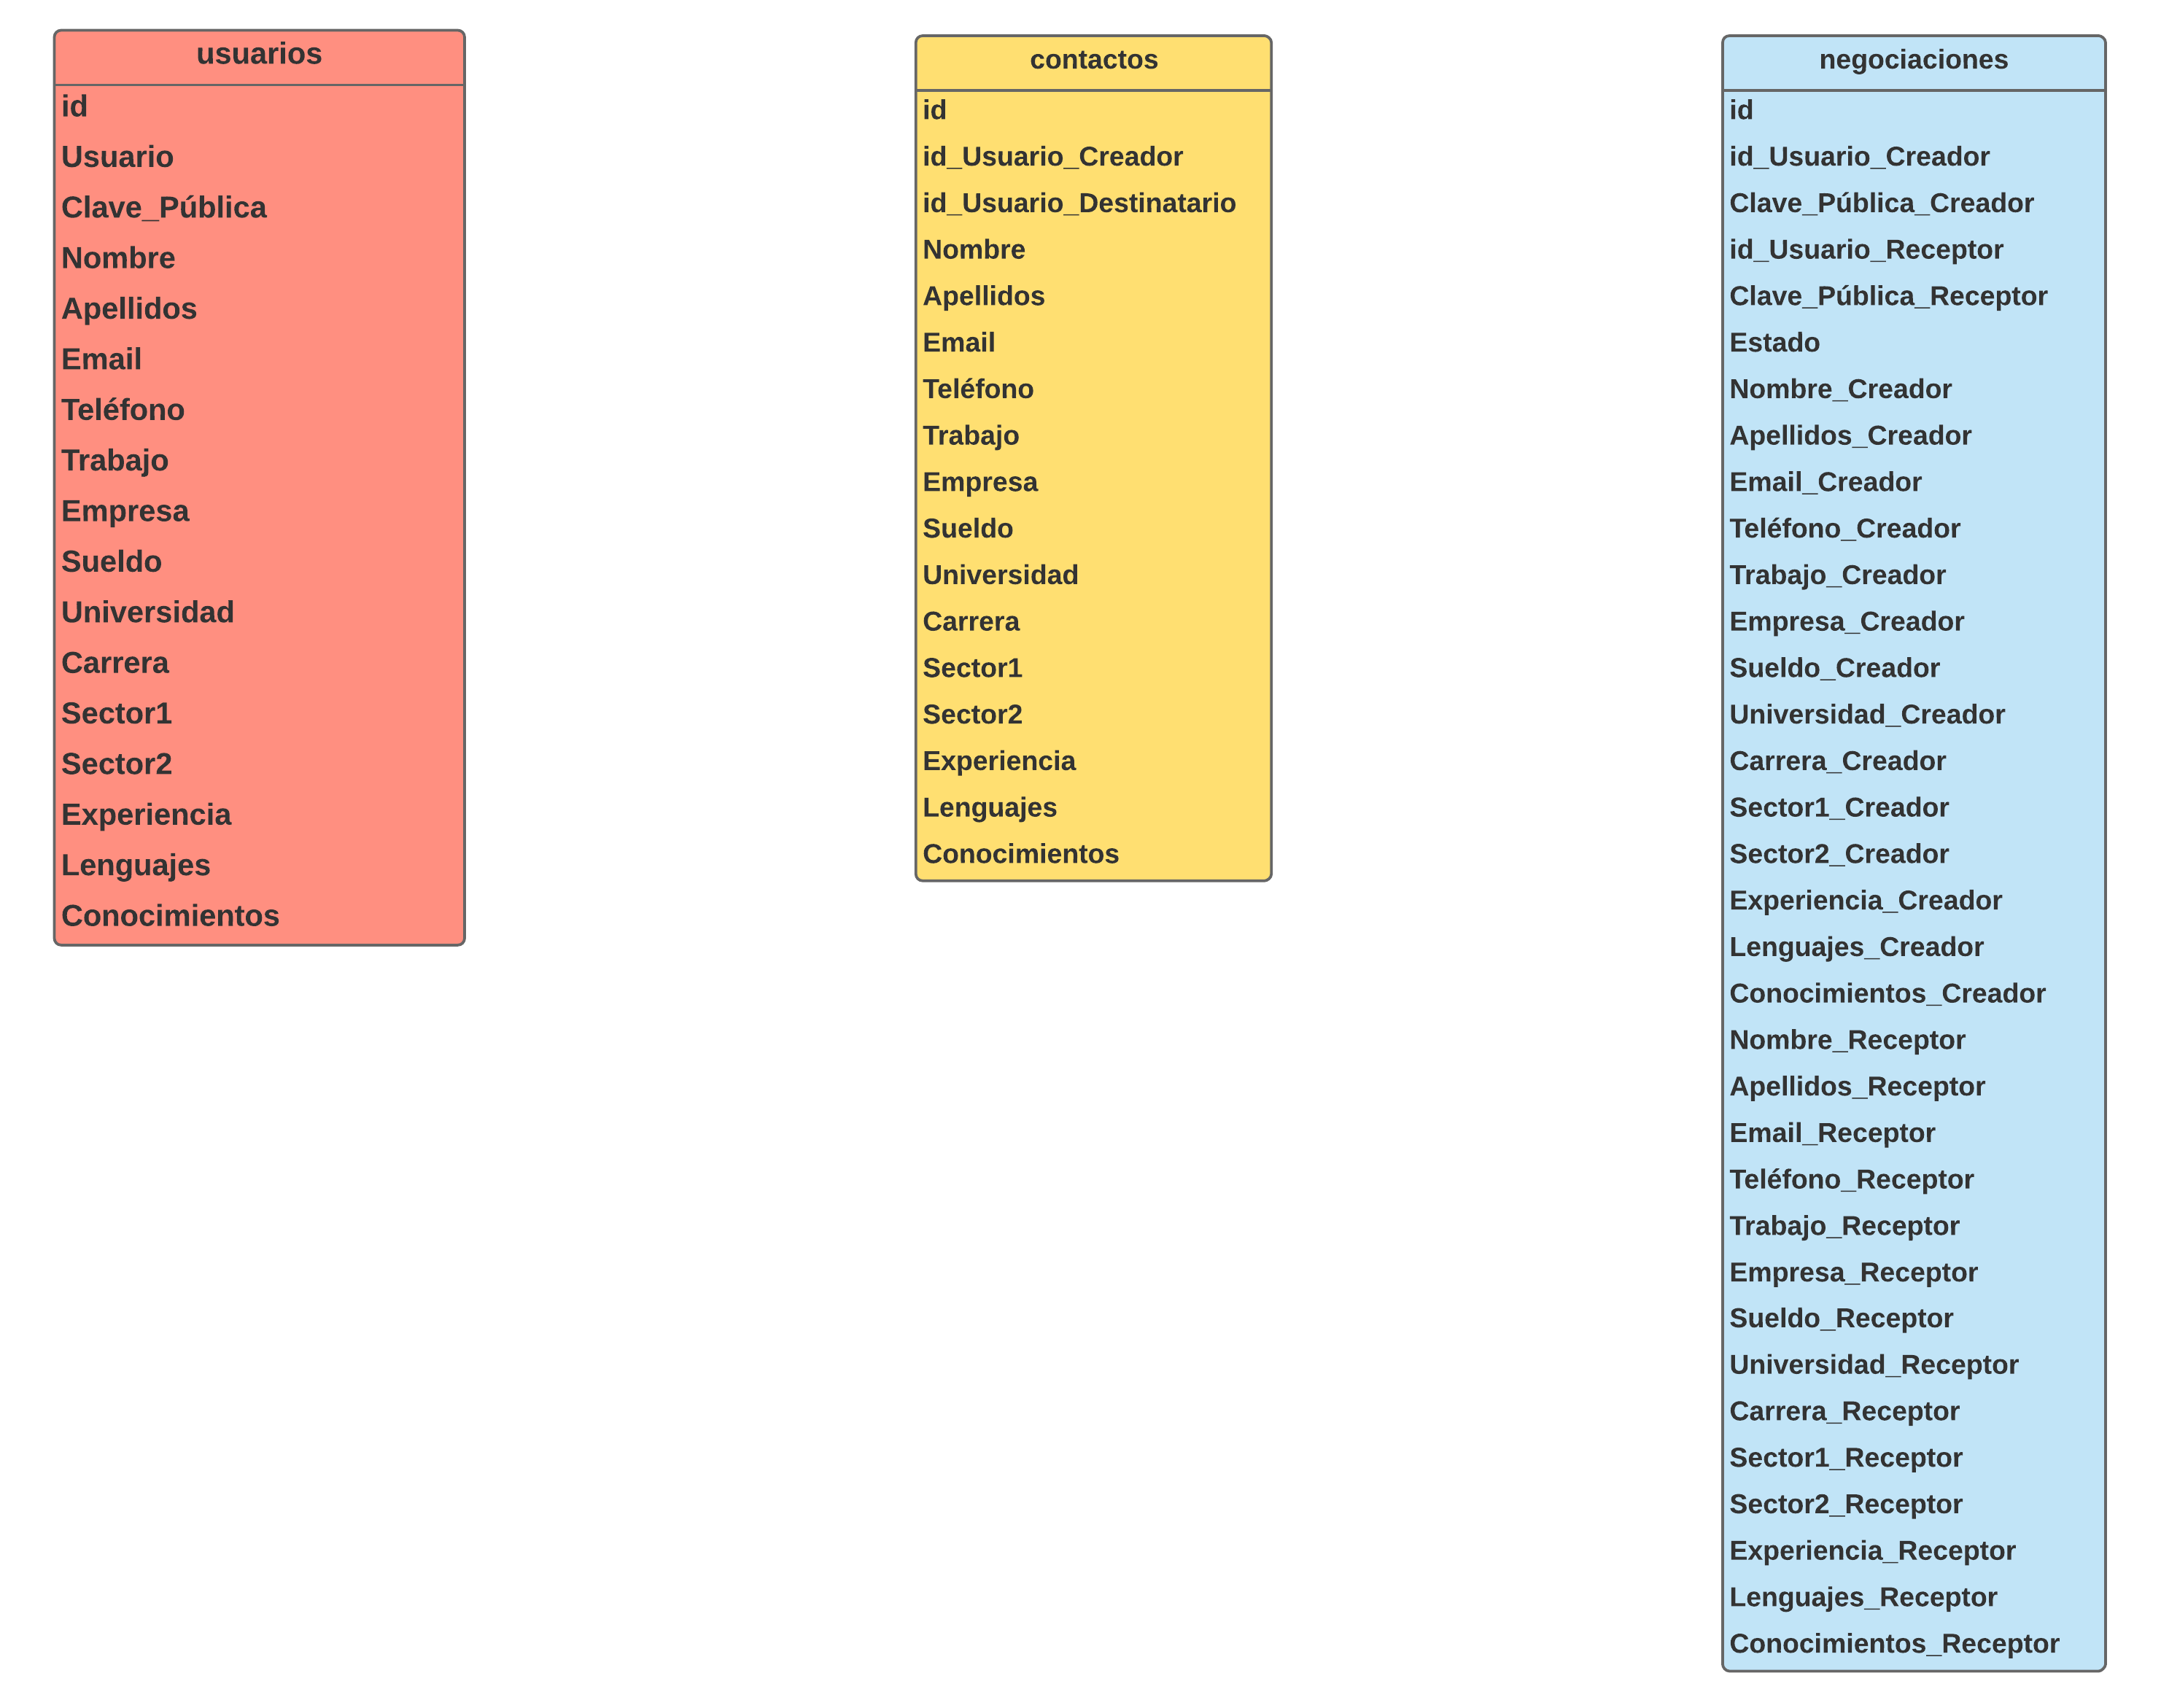 usuarios
id
Usuario
Clave_Pública
Nombre
Apellidos
Email
Teléfono
Trabajo
Empresa
Sueldo
Universidad
Carrera
Sector1
Sector2
Experiencia
Lenguajes
Conocimientos
contactos
id
id_Usuario_Creador
id_Usuario_Destinatario
Nombre
Apellidos
Email
Teléfono
Trabajo
Empresa
Sueldo
Universidad
Carrera
Sector1
Sector2
Experiencia
Lenguajes
Conocimientos
negociaciones
id
id_Usuario_Creador
Clave_Pública_Creador
id_Usuario_Receptor
Clave_Pública_Receptor
Estado
Nombre_Creador
Apellidos_Creador
Email_Creador
Teléfono_Creador
Trabajo_Creador
Empresa_Creador
Sueldo_Creador
Universidad_Creador
Carrera_Creador
Sector1_Creador
Sector2_Creador
Experiencia_Creador
Lenguajes_Creador
Conocimientos_Creador
Nombre_Receptor
Apellidos_Receptor
Email_Receptor
Teléfono_Receptor
Trabajo_Receptor
Empresa_Receptor
Sueldo_Receptor
Universidad_Receptor
Carrera_Receptor
Sector1_Receptor
Sector2_Receptor
Experiencia_Receptor
Lenguajes_Receptor
Conocimientos_Receptor